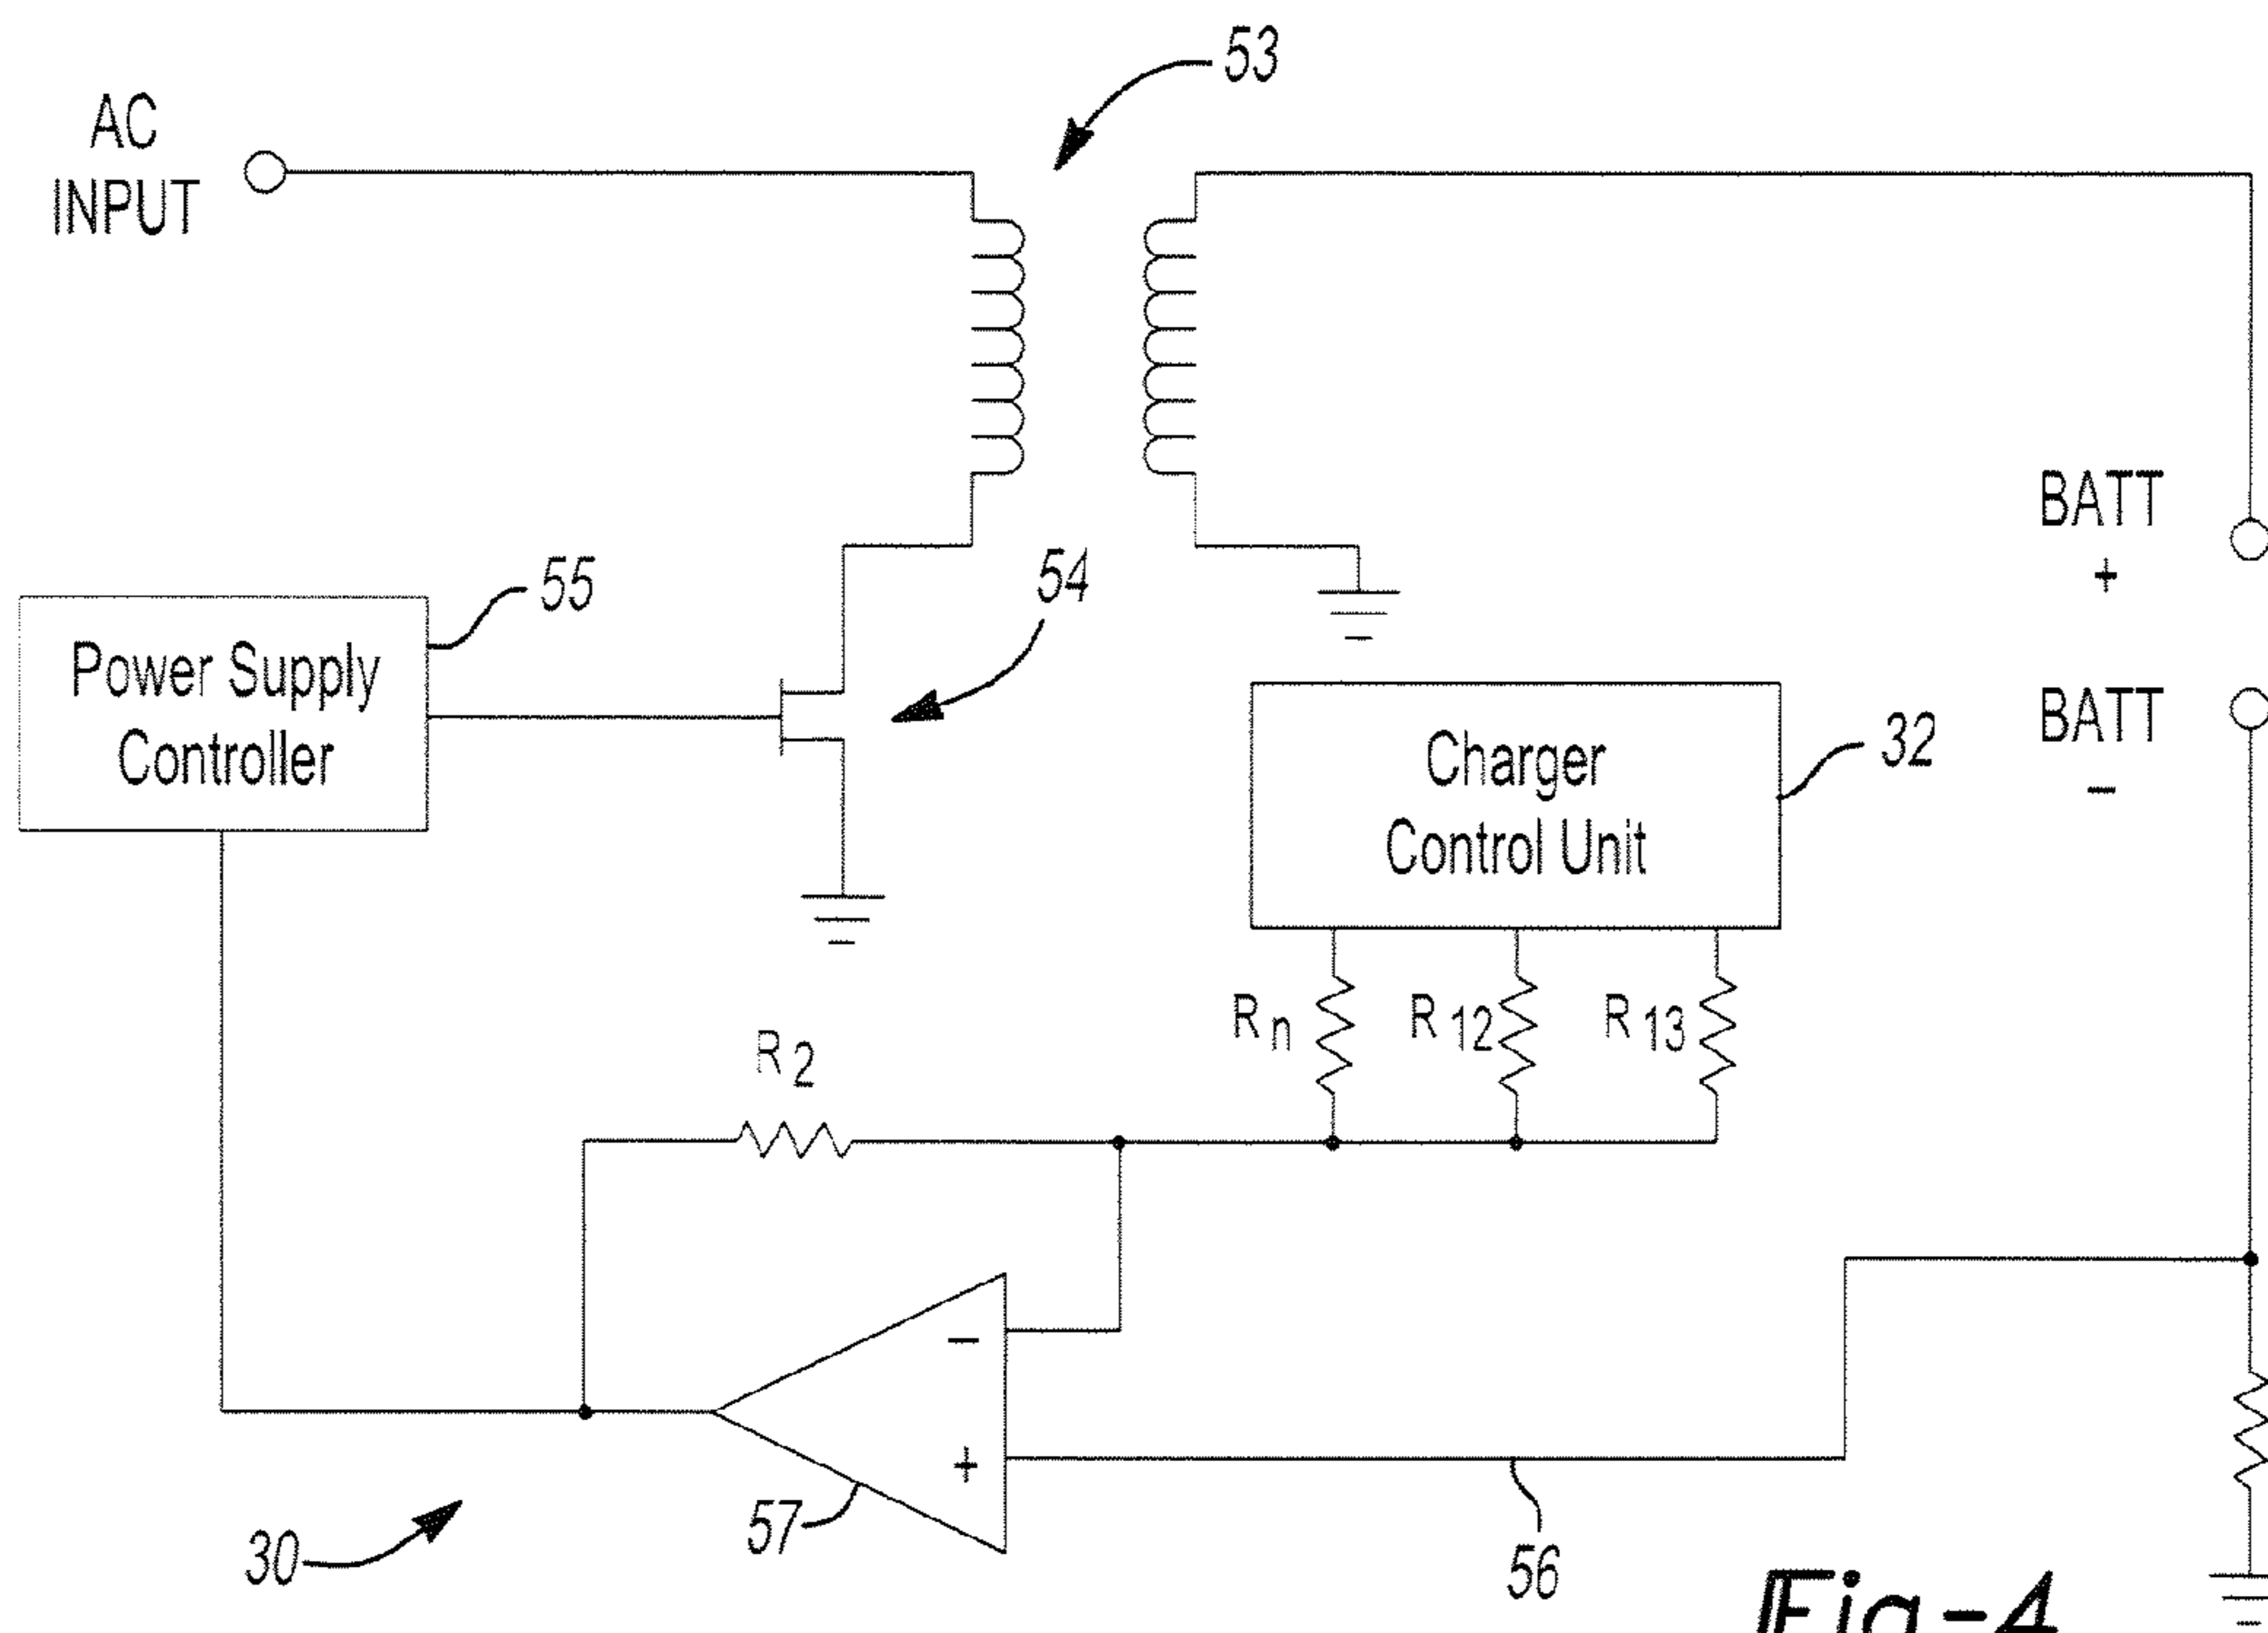 53
AC
INPUT
BATT
+
54
55
Power Supply
Controller
BATT
−
32
Charger
Control Unit
Rn
R12
R13
R2
−
+
57
30
56
Fig-4